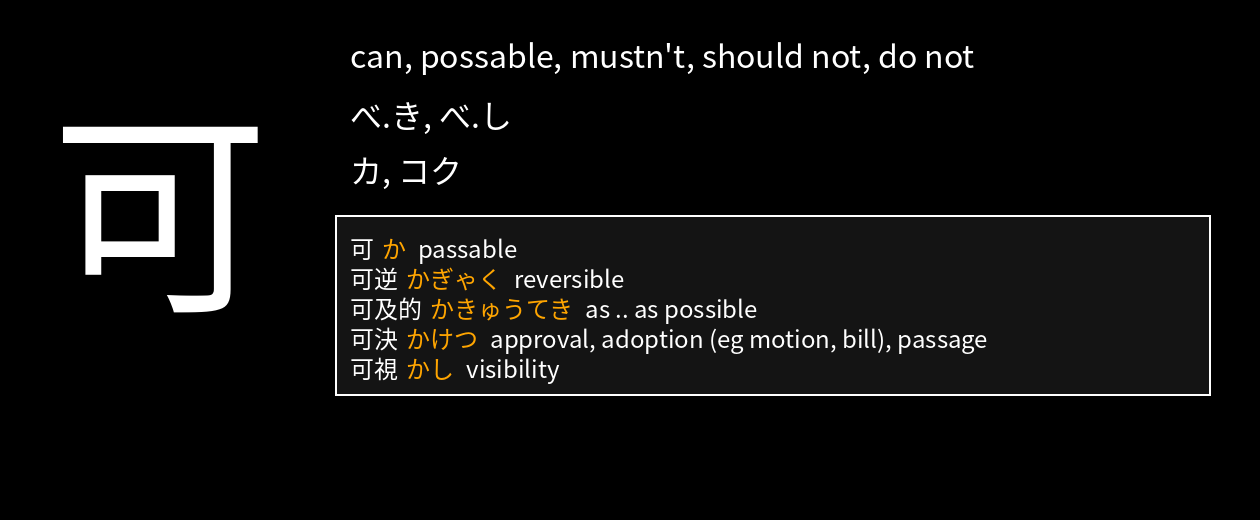 可
can, possable, mustn't, should not, do not
べ.き, べ.し
カ, コク
可 か passable
可逆 かぎゃく reversible
可及的 かきゅうてき as .. as possible
可決 かけつ approval, adoption (eg motion, bill), passage
可視 かし visibility